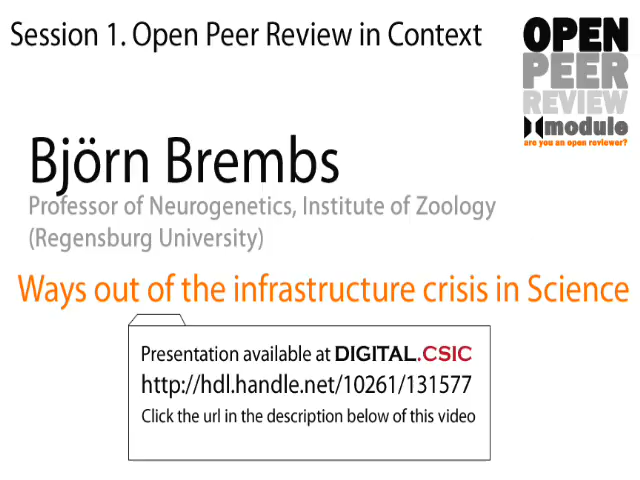 Session 1. Open Peer Review in Context
OPEN
PEER
REVIEW
module
are you an open reviewer?
Björn Brembs
Professor of Neurogenetics, Institute of Zoology
(Regensburg University)
Ways out of the infrastructure crisis in Science
Presentation available at DIGITAL.CSIC
http://hdl.handle.net/10261/131577
Click the url in the description below of this video